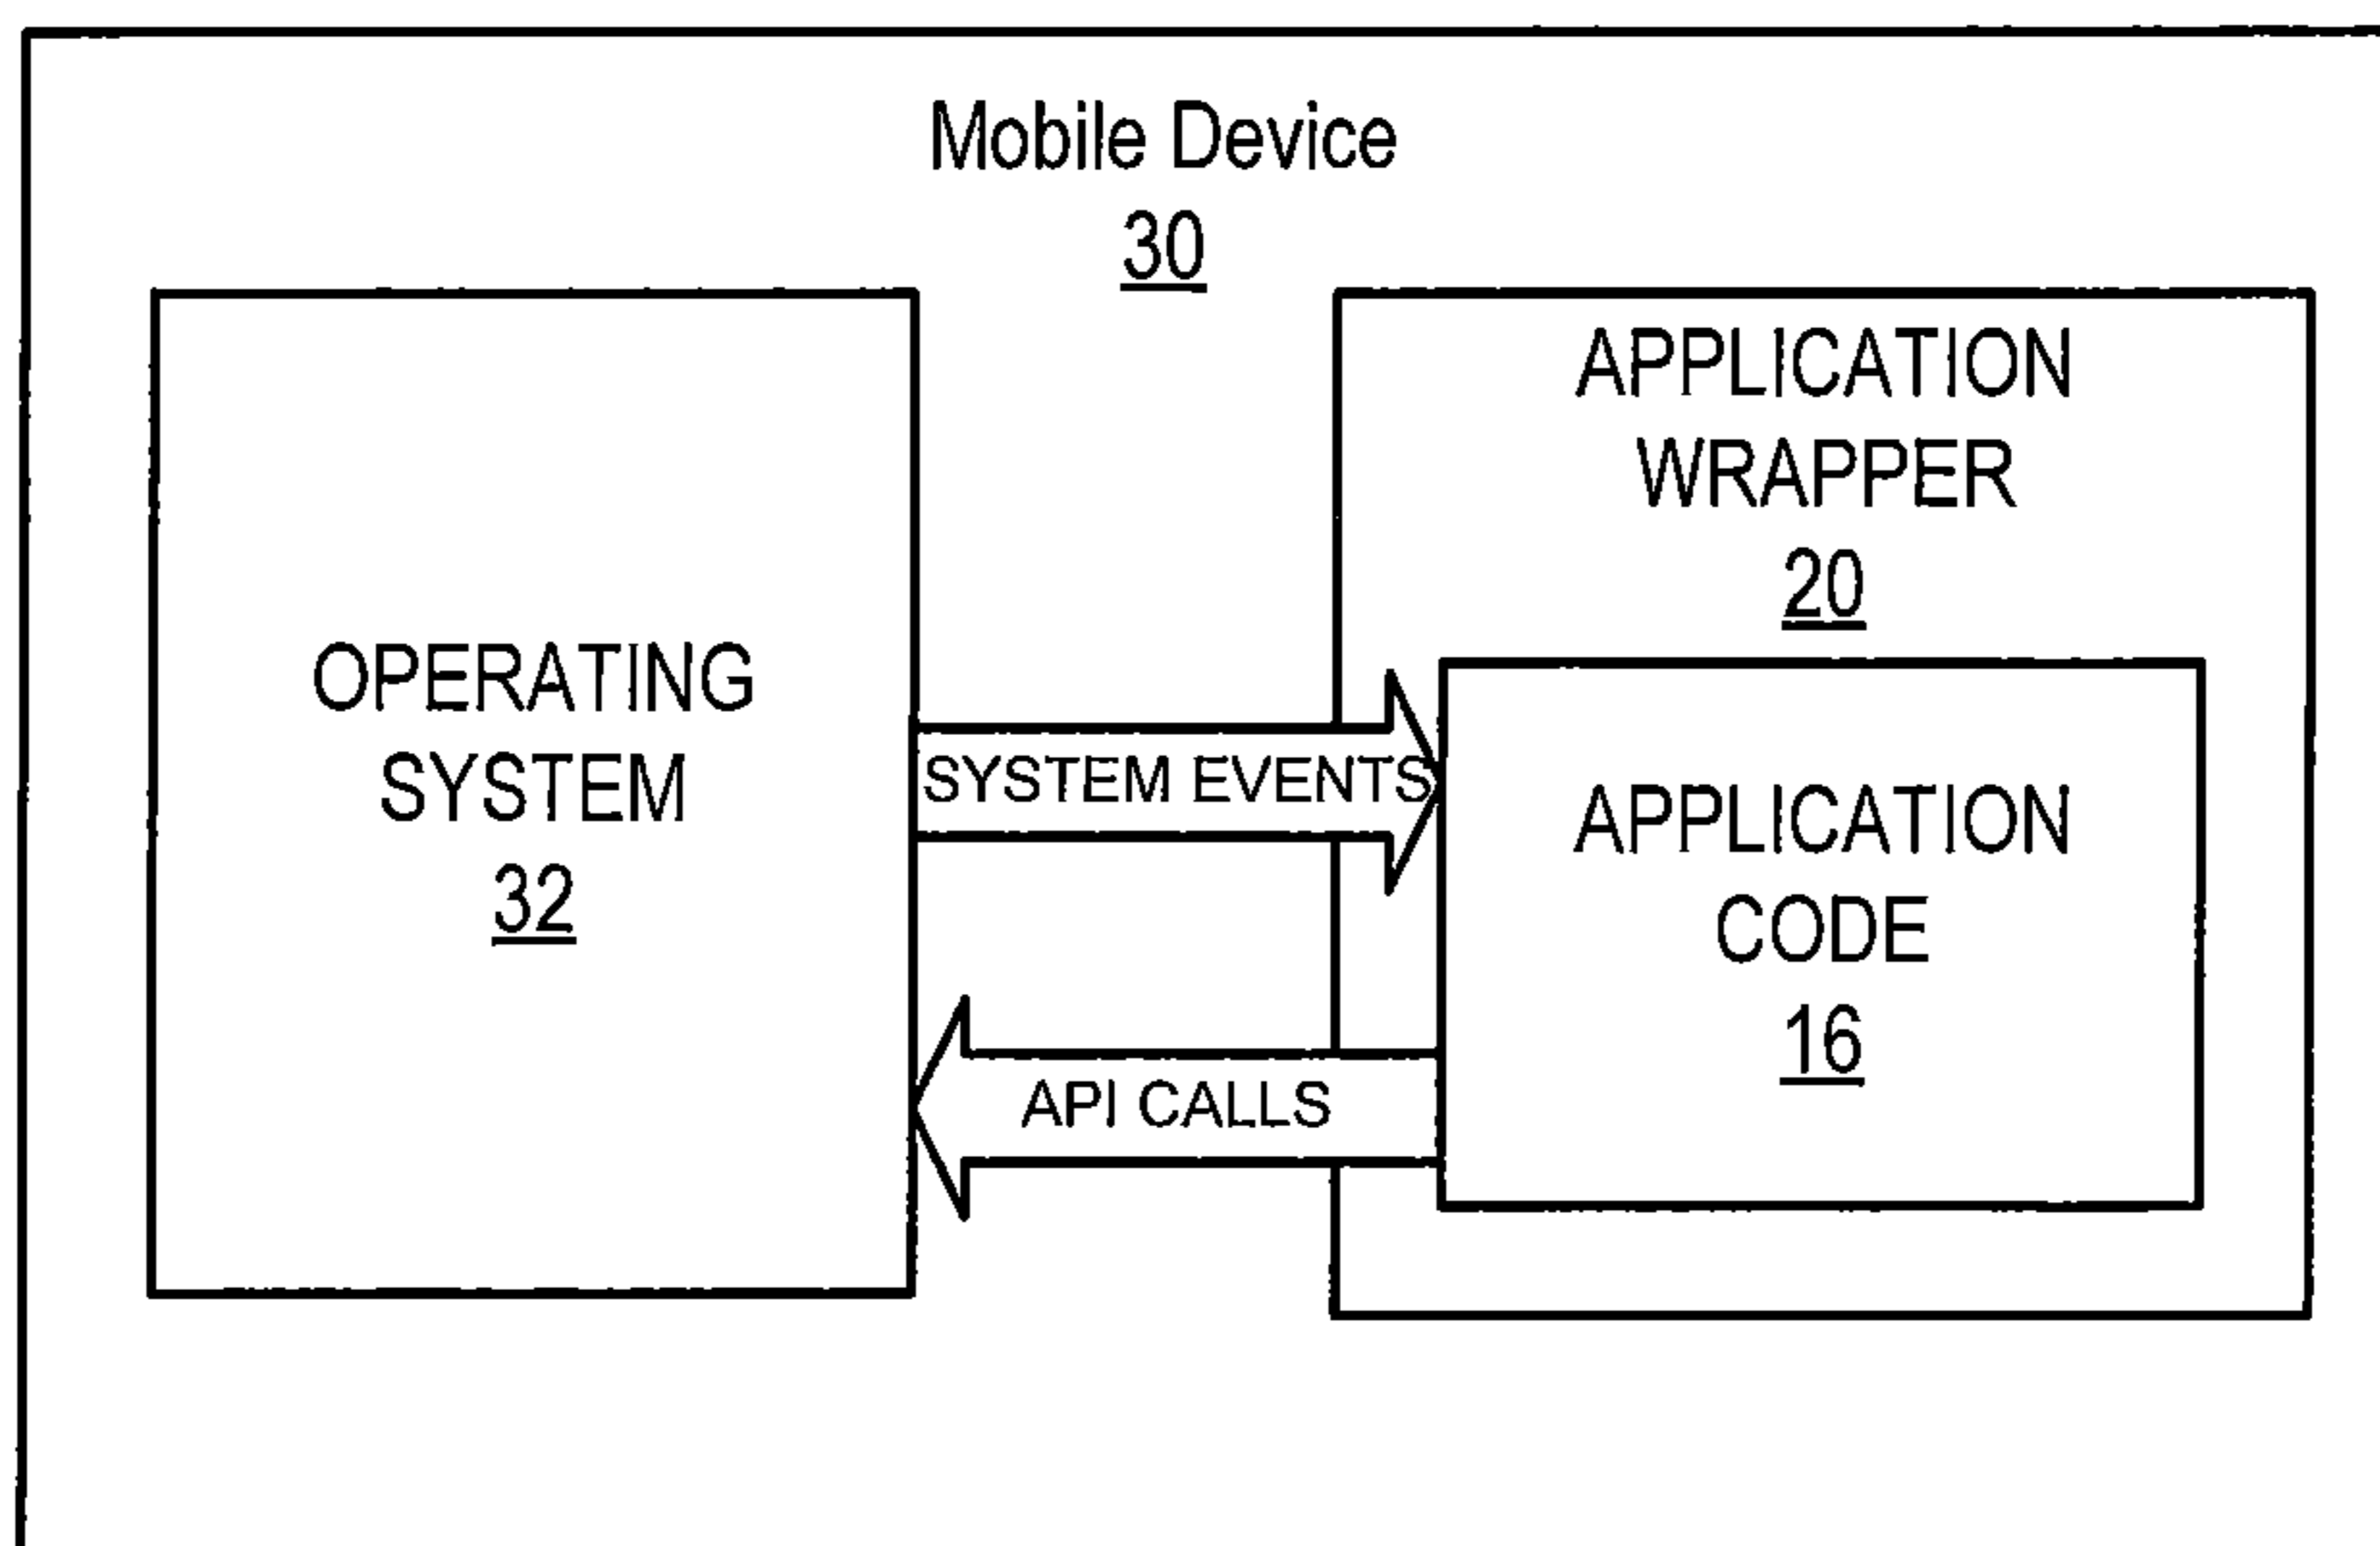 Mobile Device
30
OPERATING
SYSTEM
32
SYSTEM EVENTS
API CALLS
APPLICATION
WRAPPER
20
APPLICATION
CODE
16